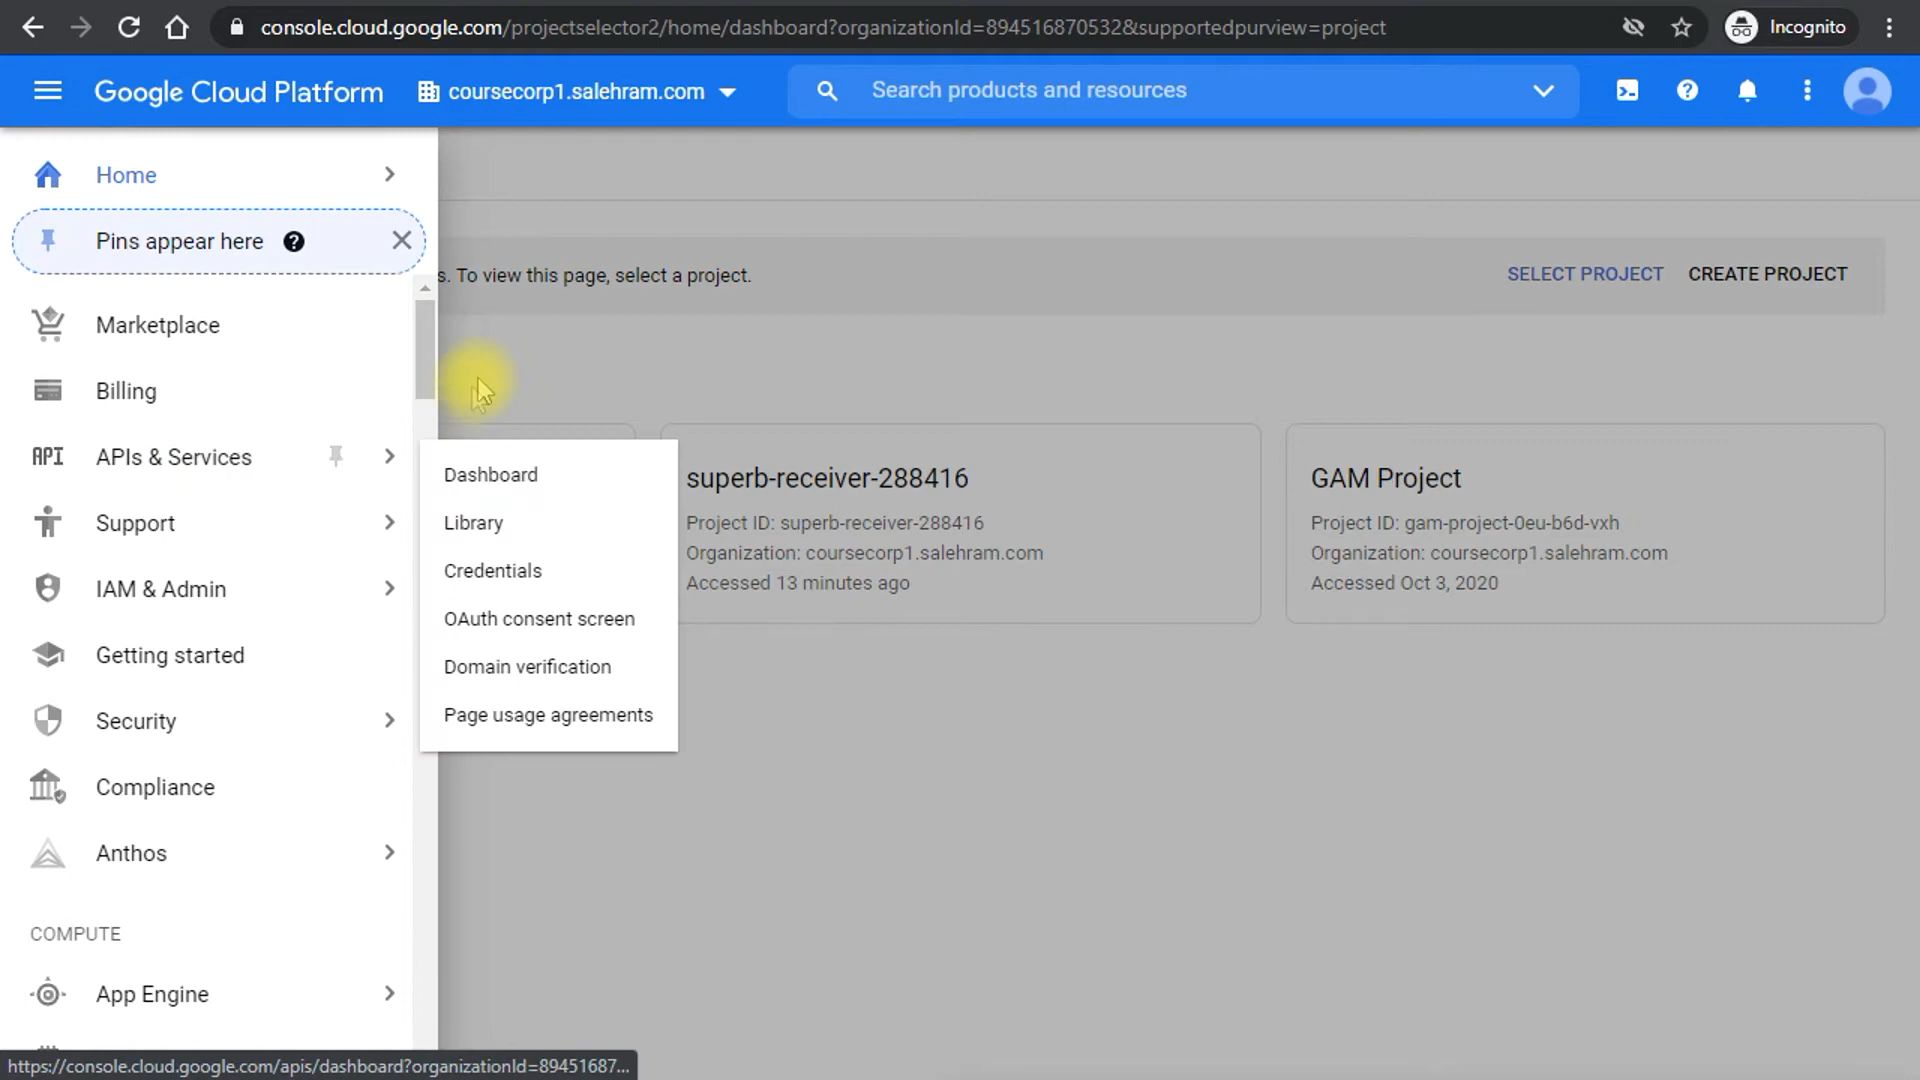 console.cloud.google.com/projectselector2/home/dashboard?organizationId=894516870532&supportedpurview=project
Incognito
Google Cloud Platform
coursecorp1.salehram.com
Search products and resources
Home
Pins appear here
s. To view this page, select a project.
SELECT PROJECT
CREATE PROJECT
Marketplace
Billing
API
APIs & Services
Support
IAM & Admin
Getting started
Security
Compliance
Anthos
COMPUTE
App Engine
Dashboard
Library
Credentials
OAuth consent screen
Domain verification
Page usage agreements
superb-receiver-288416
Project ID: superb-receiver-288416
Organization: coursecorp1.salehram.com
Accessed 13 minutes ago
GAM Project
Project ID: gam-project-0eu-b6d-vxh
Organization: coursecorp1.salehram.com
Accessed Oct 3, 2020
https://console.cloud.google.com/apis/dashboard?organizationId=89451687...